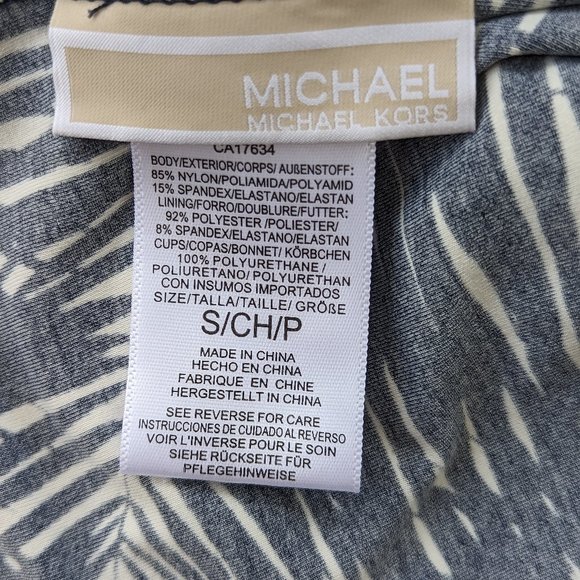 MICHAEL
MICHAEL KORS
CA17634
BODY/EXTERIOR/CORPS/ AUßENSTOFF:
85% NYLON/POLIAMIDA/POLYAMID
15% SPANDEX/ELASTANO/ELASTAN
LINING/FORRO/DOUBLURE/FUTTER:
92% POLYESTER /POLIESTER/
8% SPANDEX/ELASTANO/ELASTAN
CUPS/COPAS/BONNET/ KÖRBCHEN
100% POLYURETHANE /
POLIURETANO/ POLYURETHAN
CON INSUMOS IMPORTADOS
SIZE/TALLA/TAILLE/ GRÖßE
S/CH/P
MADE IN CHINA
HECHO EN CHINA
FABRIQUE EN CHINE
HERGESTELLT IN CHINA
SEE REVERSE FOR CARE
INSTRUCCIONES DE CUIDADO AL REVERSO
VOIR L'INVERSE POUR LE SOIN
SIEHE RÜCKSEITE FÜR
PFLEGEHINWEISE